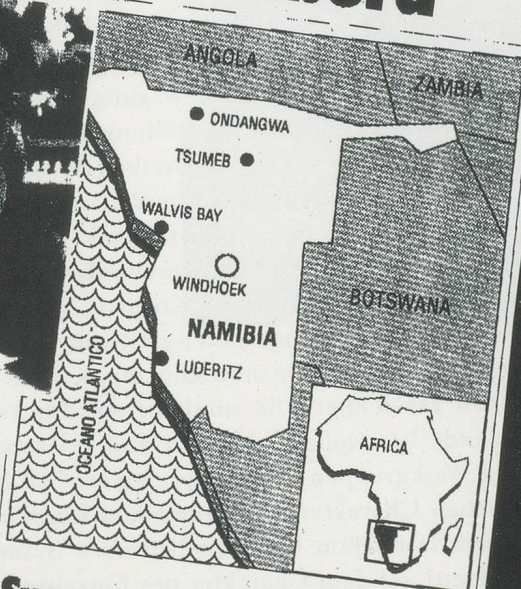 ANGOLA
ZAMBIA
ONDANGWA
TSUMEB
WALVIS BAY
WINDHOEK
BOTSWANA
NAMIBIA
LUDERITZ
OCEANO ATLANTICO
AFRICA